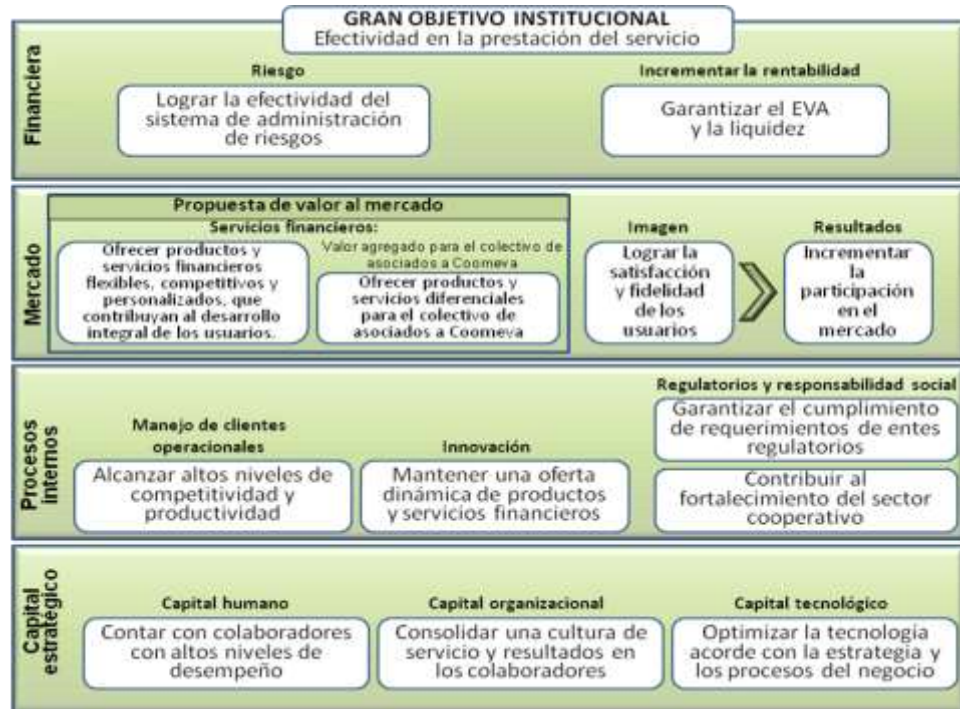 GRAN OBJETIVO INSTITUCIONAL
Efectividad en la prestación del servicio
Financiera
Riesgo
Lograr la efectividad del
sistema de administración
de riesgos
Incrementar la rentabilidad
Garantizar el EVA
y la liquidez
Mercado
Propuesta de valor al mercado
Servicios financieros:
Ofrecer productos y
servicios financieros
flexibles, competitivos y
personalizados, que
contribuyan al desarrollo
integral de los usuarios.
Valor agregado para el colectivo de
asociados a Coomeva
Ofrecer productos y
servicios diferenciales
para el colectivo de
asociados a Coomeva
Imagen
Lograr la
satisfacción
y fidelidad
de los
usuarios
Resultados
Incrementar
la
participación
en el
mercado
Procesos
internos
Manejo de clientes
operacionales
Alcanzar altos niveles de
competitividad y
productividad
Innovación
Mantener una oferta
dinámica de productos
y servicios financieros
Regulatorios y responsabilidad social
Garantizar el cumplimiento
de requerimientos de entes
regulatorios
Contribuir al
fortalecimiento del sector
cooperativo
Capital
estratégico
Capital humano
Contar con colaboradores
con altos niveles de
desempeño
Capital organizacional
Consolidar una cultura de
servicio y resultados en
los colaboradores
Capital tecnológico
Optimizar la tecnología
acorde con la estrategia y
los procesos del negocio